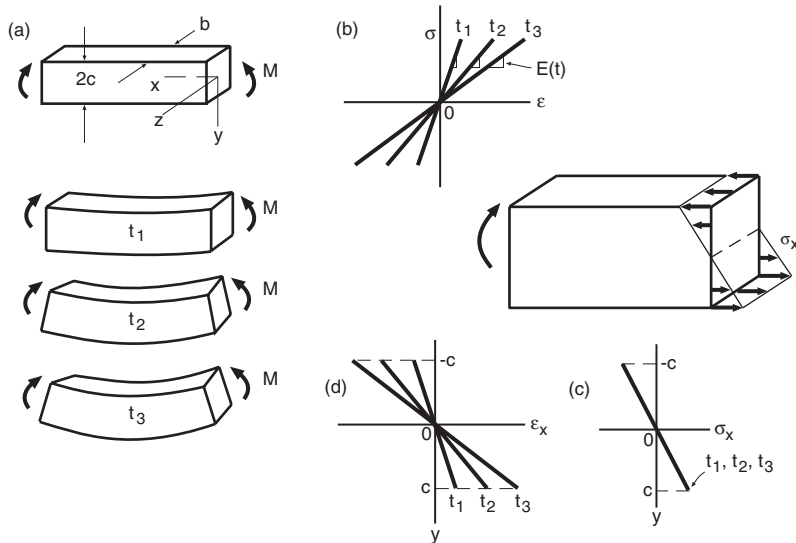 (a)
b
2c
x
M
z
y
t1
M
t2
M
t3
M
(b)
σ
t1 t2 t3
E(t)
0
ε
σx
(d)
-c
0
εx
c
t1 t2 t3
y
(c)
-c
0
σx
t1, t2, t3
c
y